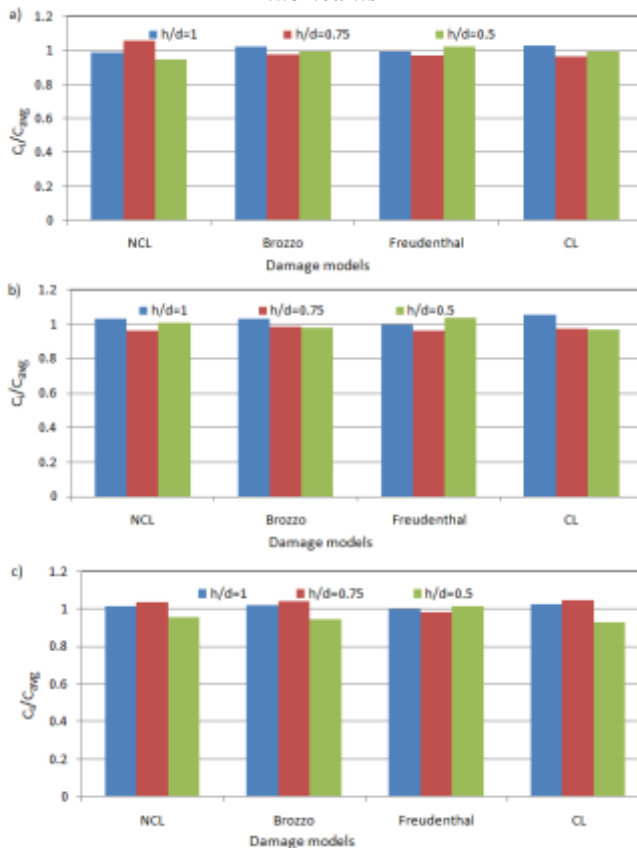 a) 1.2
h/d=1 h/d=0.75 h/d=0.5
1
0.8
0.6
0.4
0.2
0
Cᵢ/Cavg
NCL Brozzo Freudenthal CL
Damage models
b) 1.2
h/d=1 h/d=0.75 h/d=0.5
1
0.8
0.6
0.4
0.2
0
Cᵢ/Cavg
NCL Brozzo Freudenthal CL
Damage models
c) 1.2
h/d=1 h/d=0.75 h/d=0.5
1
0.8
0.6
0.4
0.2
0
Cᵢ/Cavg
NCL Brozzo Freudenthal CL
Damage models